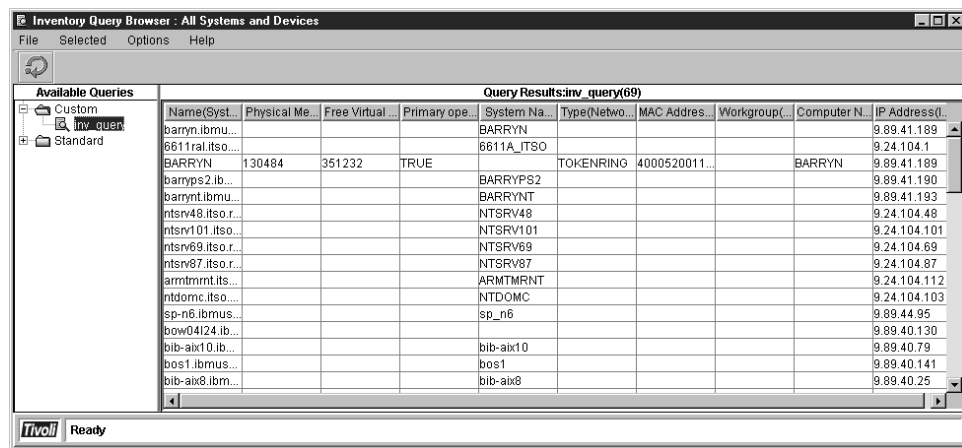 Inventory Query Browser : All Systems and Devices
File Selected Options Help
Available Queries
Query Results:inv_query(69)
Custom
inv_query
Standard
Name(Syst... Physical Me... Free Virtual ... Primary ope... System Na... Type(Netwo... MAC Addres... Workgroup(... Computer N... IP Address(I...
barryn.ibmu... BARRYN 9.89.41.189
6611ral.itso.... 6611A_ITSO 9.24.104.1
BARRYN 130484 351232 TRUE TOKENRING 4000520011... BARRYN 9.89.41.189
barryps2.ib... BARRYPS2 9.89.41.190
barrynt.ibmu... BARRYNT 9.89.41.193
ntsrv48.itso.r... NTSRV48 9.24.104.48
ntsrv101.itso.r... NTSRV101 9.24.104.101
ntsrv69.itso.r... NTSRV69 9.24.104.69
ntsrv87.itso.r... NTSRV87 9.24.104.87
armtmrnt.its... ARMTMRNT 9.24.104.112
ntdomc.itso.... NTDOMC 9.24.104.103
sp-n6.ibmus... sp_n6 9.89.44.95
bow04l24.ib... 9.89.40.130
bib-aix10.ib... bib-aix10 9.89.40.79
bos1.ibmus... bos1 9.89.40.141
bib-aix8.ibm... bib-aix8 9.89.40.25
Tivoli Ready